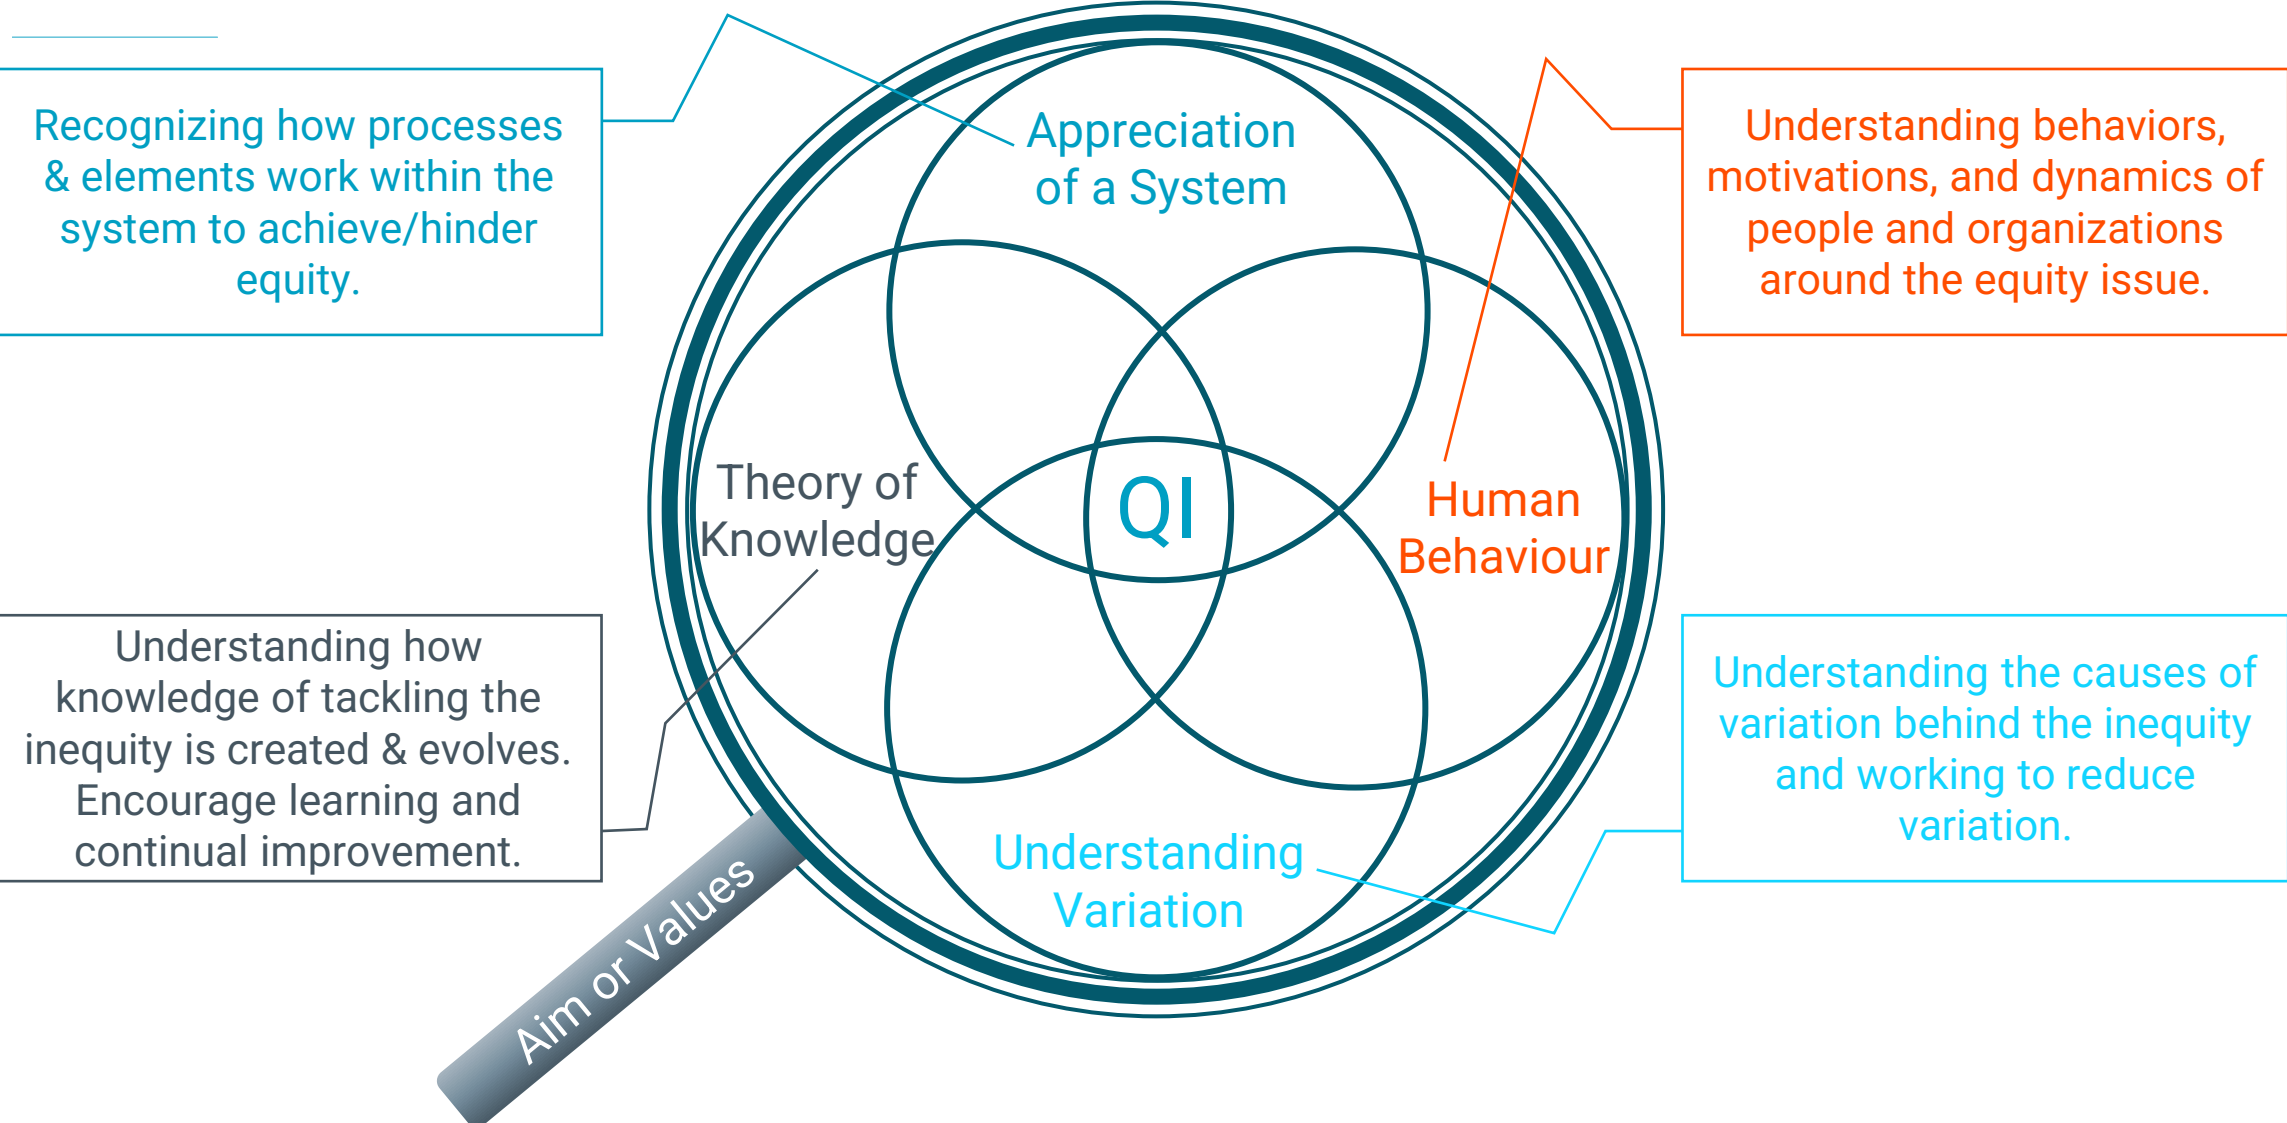 Recognizing how processes
& elements work within the
system to achieve/hinder
equity.
Appreciation
of a System
Understanding behaviors,
motivations, and dynamics of
people and organizations
around the equity issue.
Theory of
Knowledge
QI
Human
Behaviour
Understanding how
knowledge of tackling the
inequity is created & evolves.
Encourage learning and
continual improvement.
Understanding the causes of
variation behind the inequity
and working to reduce
variation.
Understanding
Variation
Aim or Values